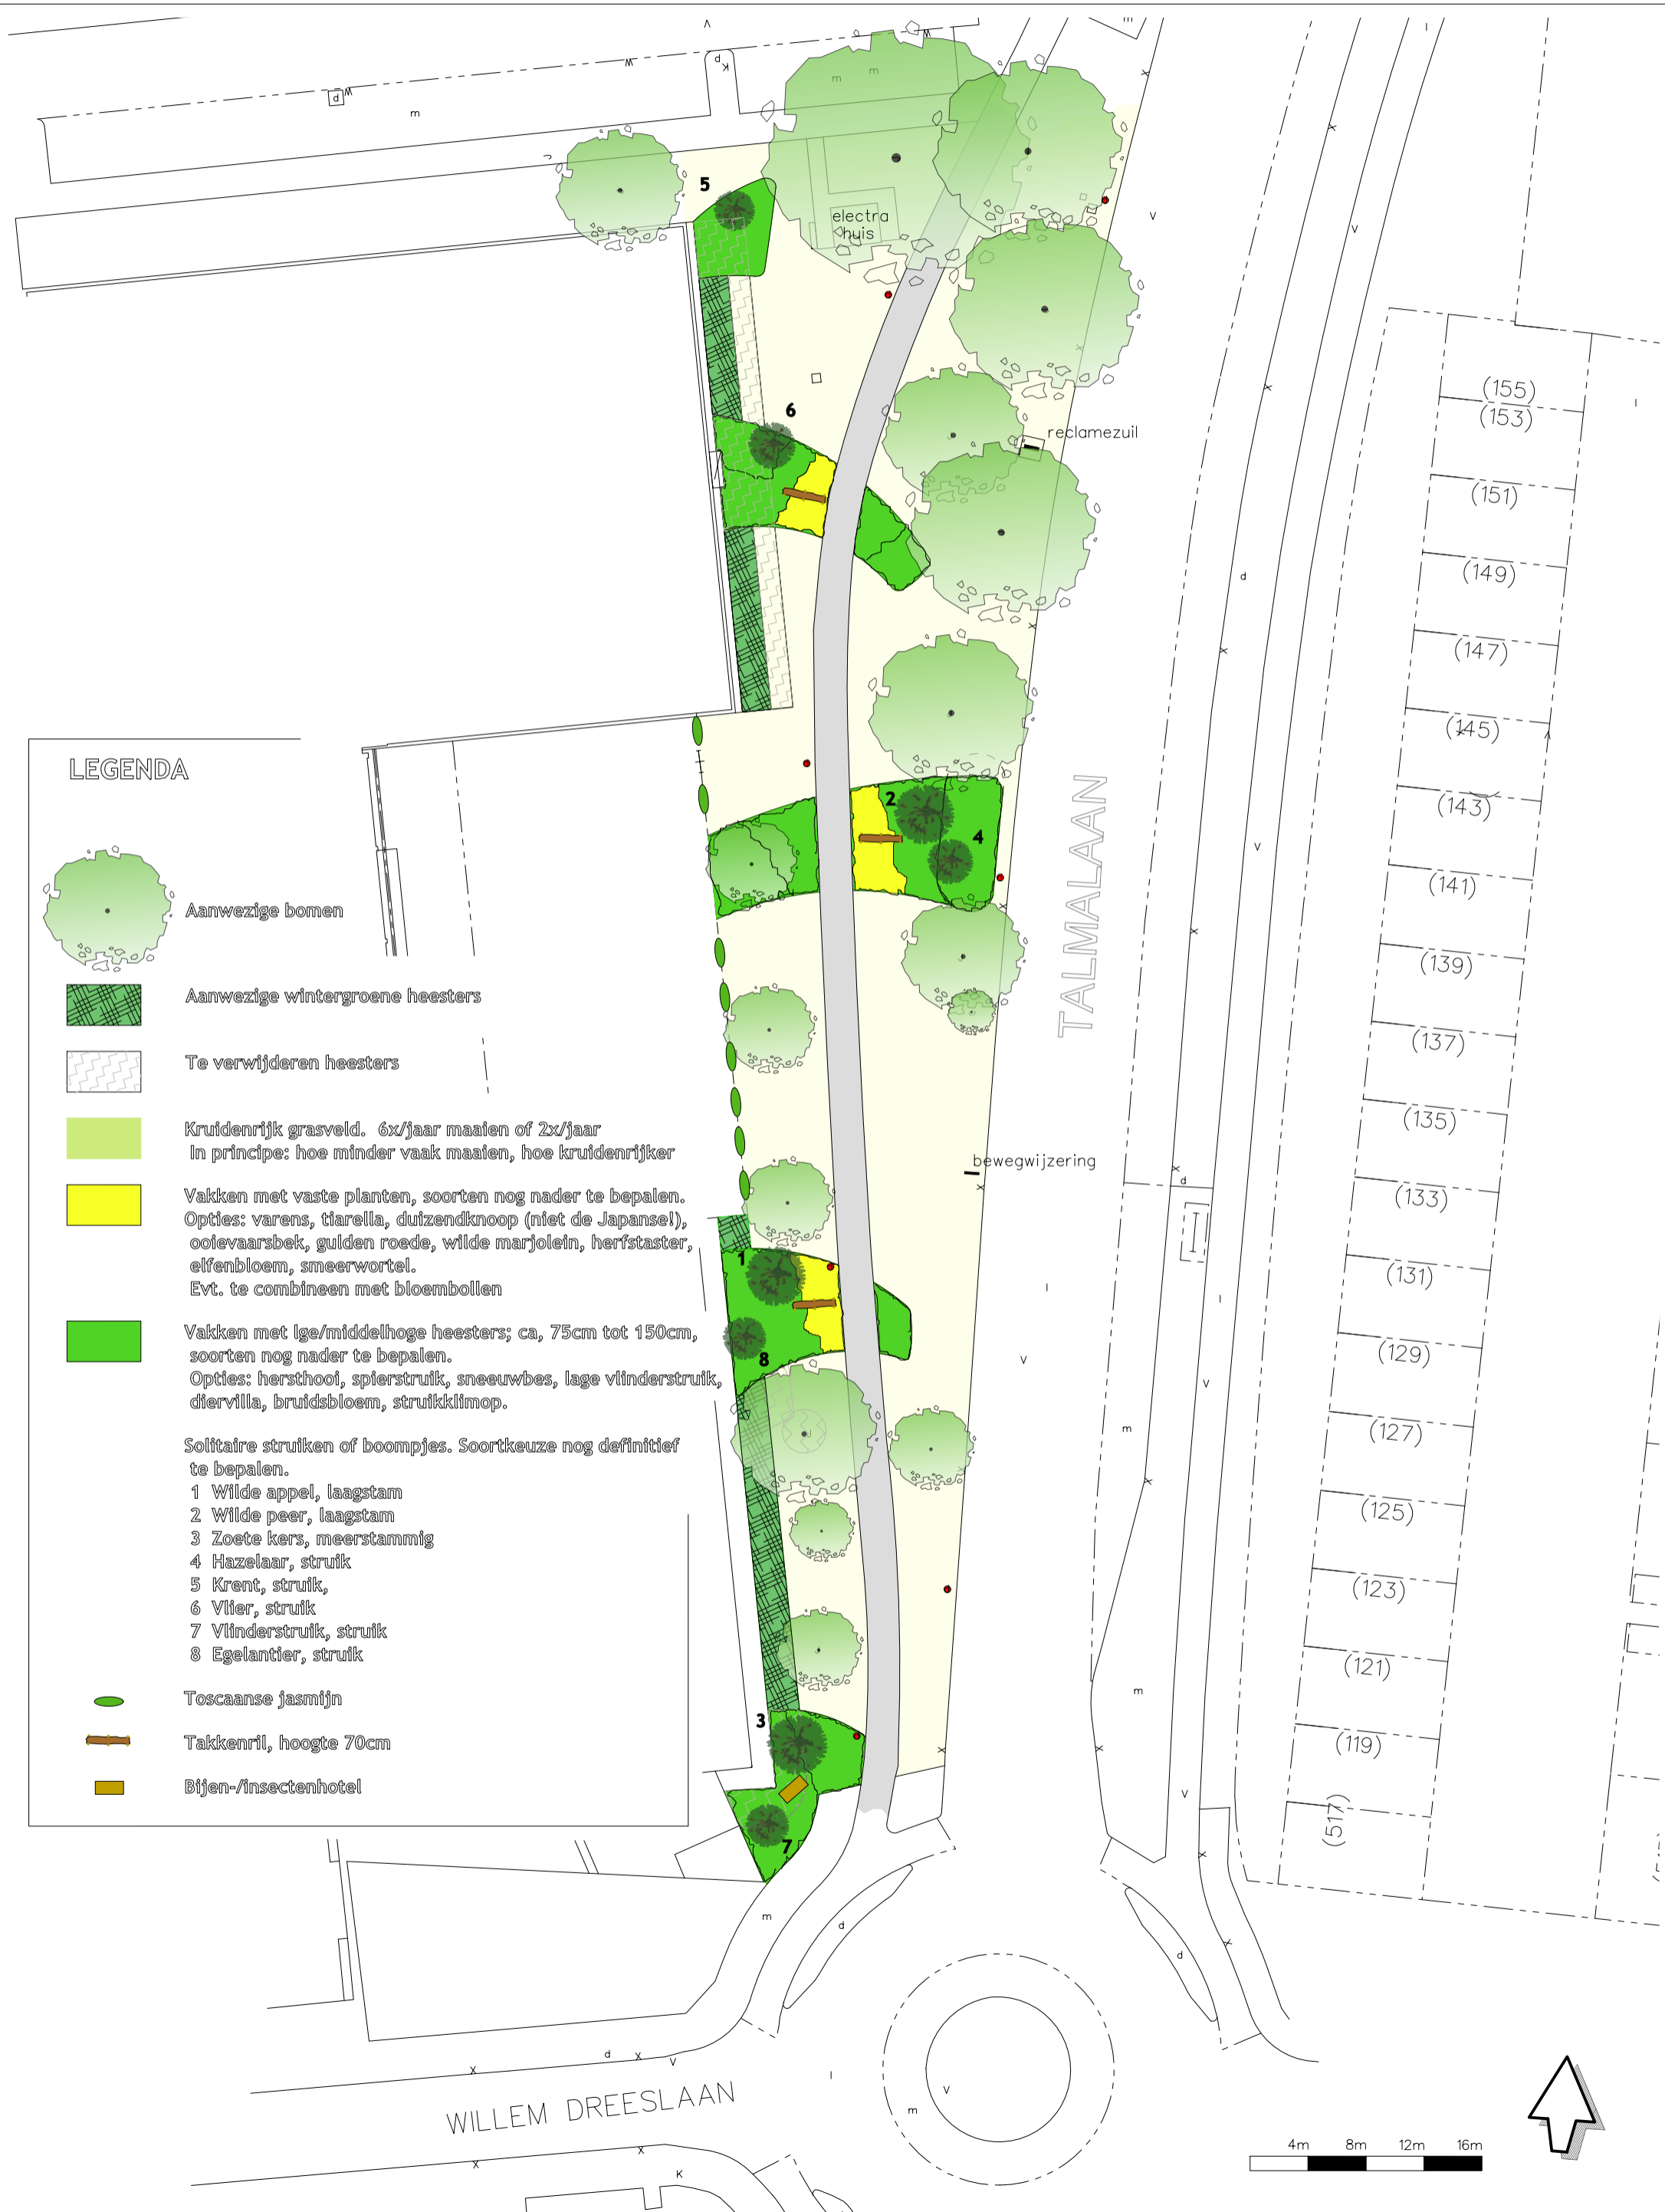 electra
huis
reclamezuil
5
6
2
4
1
8
3
7
TALMALAAN
bewegwijzering
(155)
(153)
(151)
(149)
(147)
(145)
(143)
(141)
(139)
(137)
(135)
(133)
(131)
(129)
(127)
(125)
(123)
(121)
(119)
(517)
LEGENDA
Aanwezige bomen
Aanwezige wintergroene heesters
Te verwijderen heesters
Kruidenrijk grasveld. 6x/jaar maaien of 2x/jaar
In principe: hoe minder vaak maaien, hoe kruidenrijker
Vakken met vaste planten, soorten nog nader te bepalen.
Opties: varens, tiarella, duizendknoop (niet de Japanse!),
ooievaarsbek, gulden roede, wilde marjolein, herfstaster,
elfenbloem, smeerwortel.
Evt. te combineren met bloembollen
Vakken met lge/middelhoge heesters; ca, 75cm tot 150cm,
soorten nog nader te bepalen.
Opties: hersthooi, spierstruik, sneeuwbes, lage vlinderstruik,
diervilla, bruidsbloem, struikklimop.
Solitaire struiken of boompjes. Soortkeuze nog definitief
te bepalen.
1 Wilde appel, laagstam
2 Wilde peer, laagstam
3 Zoete kers, meerstammig
4 Hazelaar, struik
5 Krent, struik,
6 Vlier, struik
7 Vlinderstruik, struik
8 Egelantier, struik
Toscaanse jasmijn
Takkenril, hoogte 70cm
Bijen-/insectenhotel
WILLEM DREESLAAN
4m 8m 12m 16m